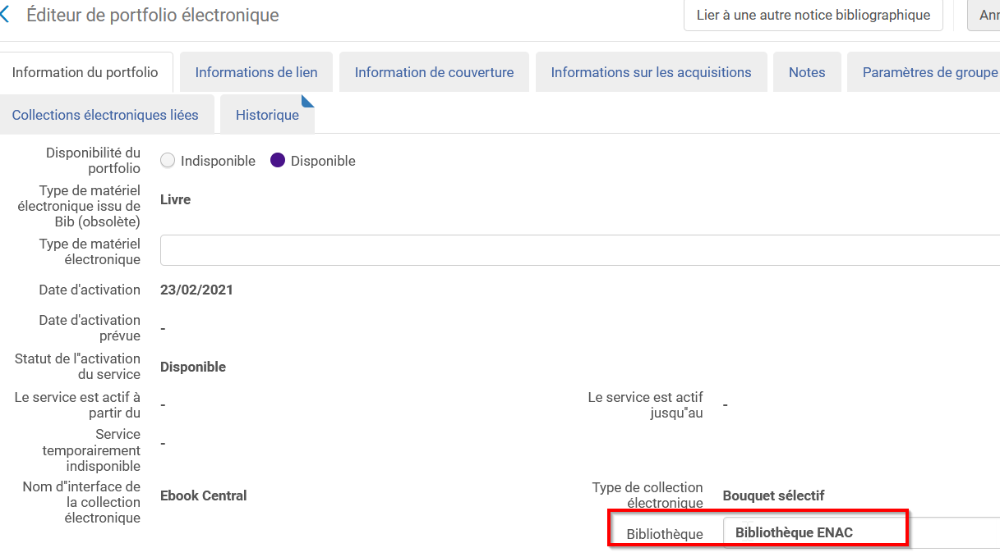 Éditeur de portfolio électronique
Lier à une autre notice bibliographique
Information du portfolio
Informations de lien
Information de couverture
Informations sur les acquisitions
Notes
Paramètres de groupe
Collections électroniques liées
Historique
Disponibilité du
portfolio
Indisponible
Disponible
Type de matériel
électronique issu de
Bib (obsolète)
Livre
Type de matériel
électronique
Date d'activation
23/02/2021
Date d'activation
prévue
-
Statut de l''activation
du service
Disponible
Le service est actif à
partir du
-
Le service est actif
jusqu''au
-
Service
temporairement
indisponible
-
Nom d''interface de
la collection
électronique
Ebook Central
Type de collection
électronique
Bouquet sélectif
Bibliothèque
Bibliothèque ENAC